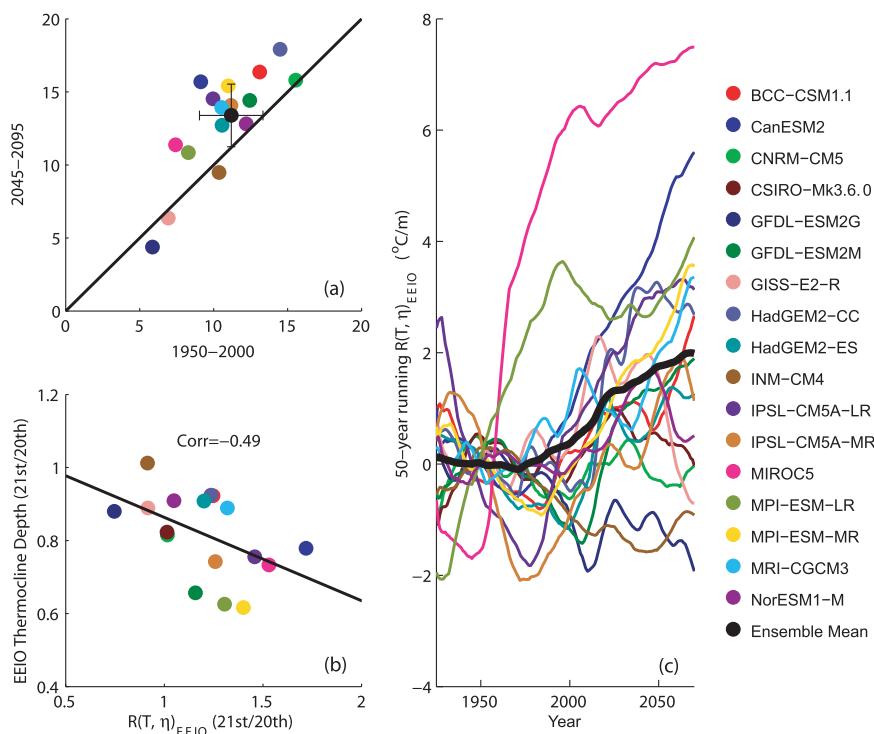 20
15
10
5
0
2045−2095
0
5
10
15
20
1950−2000
(a)
1.2
1
0.8
0.6
0.4
EEIO Thermocline Depth (21st/20th)
Corr=−0.49
0.5
1
1.5
2
R(T, η)EEIO (21st/20th)
(b)
8
6
4
2
0
−2
−4
50−year running R(T, η)EEIO (°C/m)
1950
2000
2050
Year
(c)
BCC−CSM1.1
CanESM2
CNRM−CM5
CSIRO−Mk3.6.0
GFDL−ESM2G
GFDL−ESM2M
GISS−E2−R
HadGEM2−CC
HadGEM2−ES
INM−CM4
IPSL−CM5A−LR
IPSL−CM5A−MR
MIROC5
MPI−ESM−LR
MPI−ESM−MR
MRI−CGCM3
NorESM1−M
Ensemble Mean